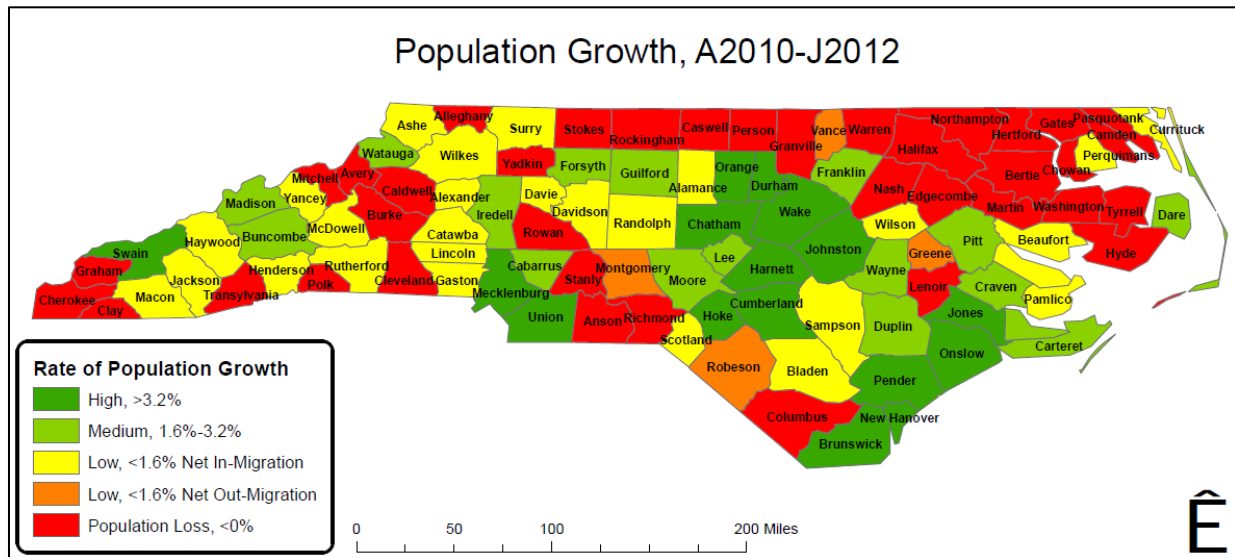 Population Growth, A2010-J2012
Alleghany
Ashe
Surry
Stokes
Rockingham
Caswell
Person
Granville
Vance
Warren
Northampton
Hertford
Gates
Pasquotank
Camden
Currituck
Perquimans
Chowan
Halifax
Bertie
Watauga
Wilkes
Yadkin
Forsyth
Guilford
Alamance
Orange
Durham
Franklin
Nash
Edgecombe
Martin
Washington
Tyrrell
Dare
Mitchell
Avery
Caldwell
Alexander
Davie
Iredell
Davidson
Randolph
Chatham
Wake
Wilson
Madison
Yancey
Burke
McDowell
Catawba
Rowan
Johnston
Greene
Pitt
Beaufort
Hyde
Buncombe
Haywood
Swain
Lincoln
Cabarrus
Montgomery
Moore
Lee
Harnett
Wayne
Lenoir
Craven
Pamlico
Graham
Jackson
Henderson
Rutherford
Polk
Cleveland
Gaston
Mecklenburg
Stanly
Cherokee
Clay
Macon
Transylvania
Union
Anson
Richmond
Hoke
Cumberland
Sampson
Duplin
Jones
Carteret
Scotland
Onslow
Robeson
Bladen
Pender
Columbus
New Hanover
Brunswick
Rate of Population Growth
High, >3.2%
Medium, 1.6%-3.2%
Low, <1.6% Net In-Migration
Low, <1.6% Net Out-Migration
Population Loss, <0%
0 50 100 200 Miles
Ê